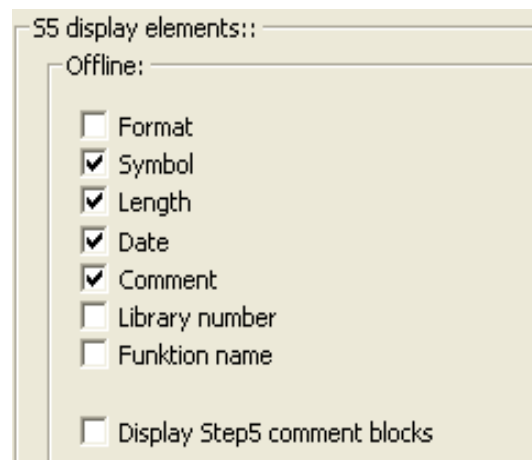 S5 display elements::
Offline:
Format
Symbol
Length
Date
Comment
Library number
Funktion name
Display Step5 comment blocks